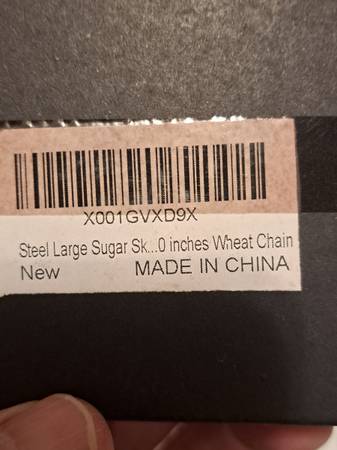 X001GVXD9X
Steel Large Sugar Sk...0 inches Wheat Chain
New MADE IN CHINA